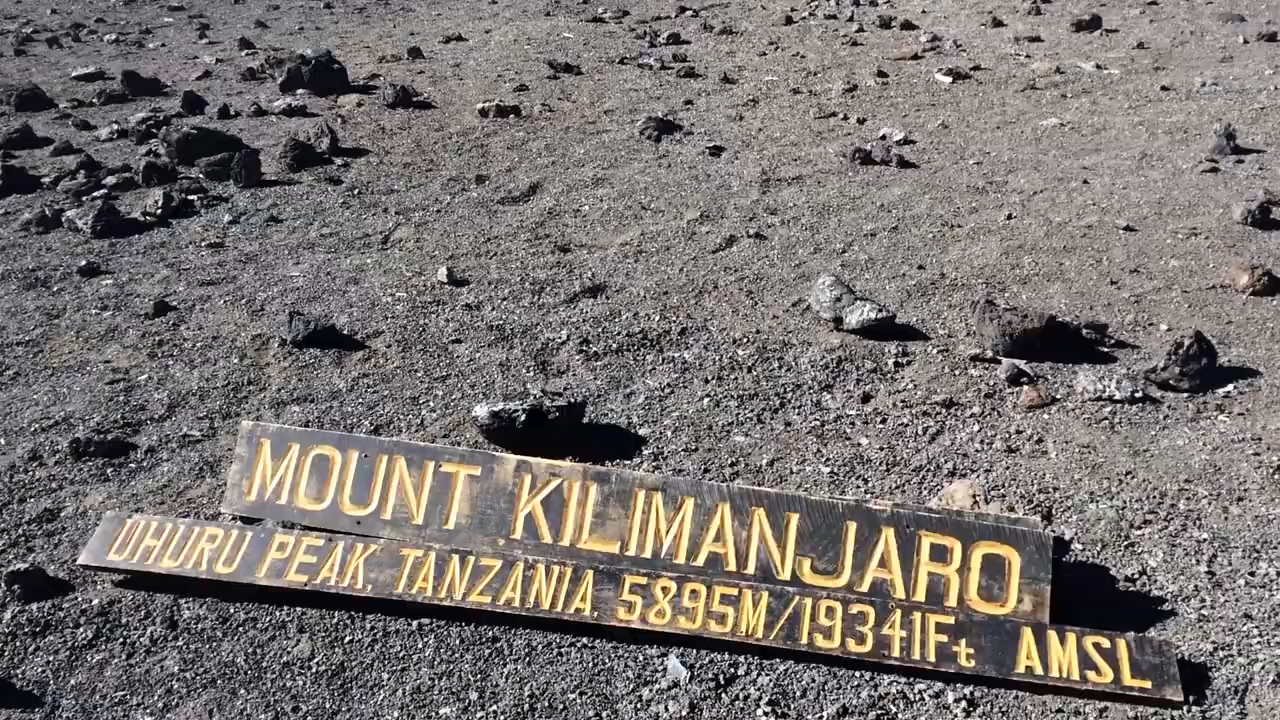 MOUNT KILIMANJARO
UHURU PEAK, TANZANIA, 5895M/19341Ft AMSL